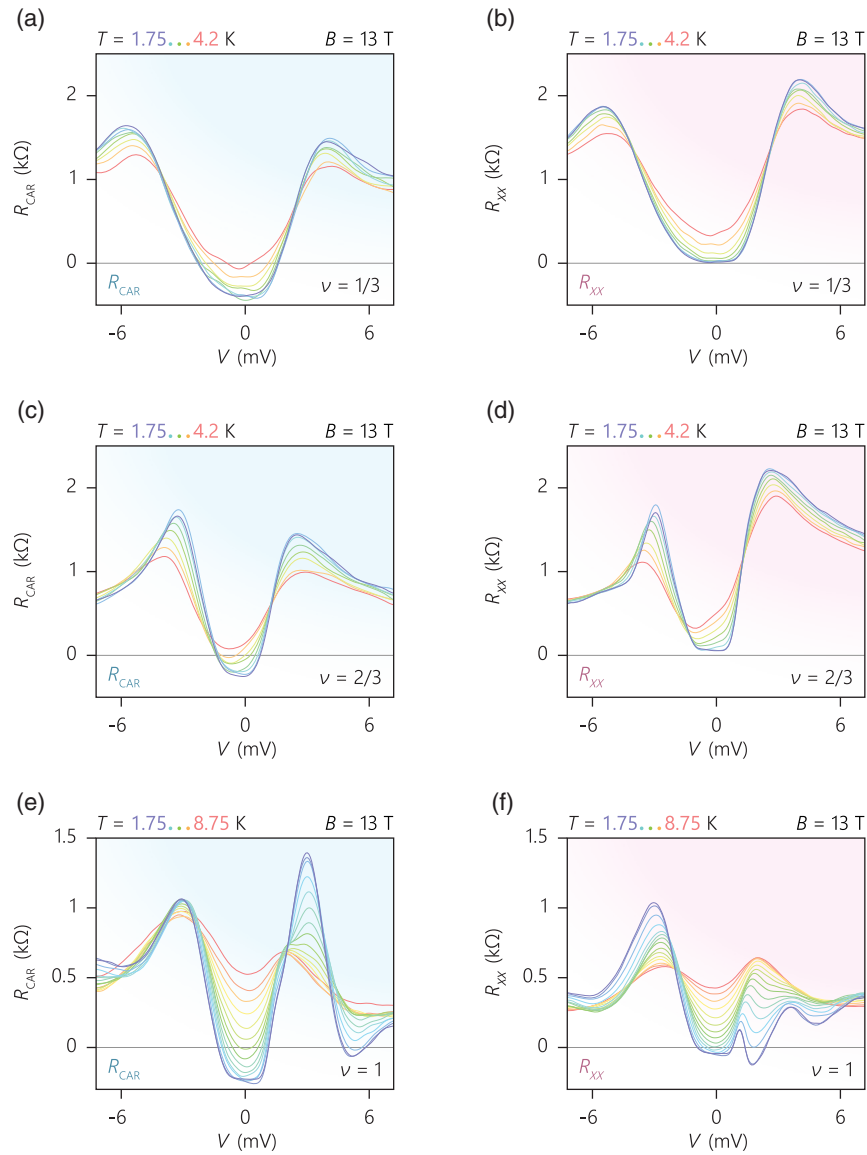 (a)
T = 1.75...4.2 K B = 13 T
2
1
0
R_CAR (kΩ)
R_CAR
ν = 1/3
-6 0 6
V (mV)
(b)
T = 1.75...4.2 K B = 13 T
2
1
0
R_XX (kΩ)
R_XX
ν = 1/3
-6 0 6
V (mV)
(c)
T = 1.75...4.2 K B = 13 T
2
1
0
R_CAR (kΩ)
R_CAR
ν = 2/3
-6 0 6
V (mV)
(d)
T = 1.75...4.2 K B = 13 T
2
1
0
R_XX (kΩ)
R_XX
ν = 2/3
-6 0 6
V (mV)
(e)
T = 1.75...8.75 K B = 13 T
1.5
1
0.5
0
R_CAR (kΩ)
R_CAR
ν = 1
-6 0 6
V (mV)
(f)
T = 1.75...8.75 K B = 13 T
1.5
1
0.5
0
R_XX (kΩ)
R_XX
ν = 1
-6 0 6
V (mV)